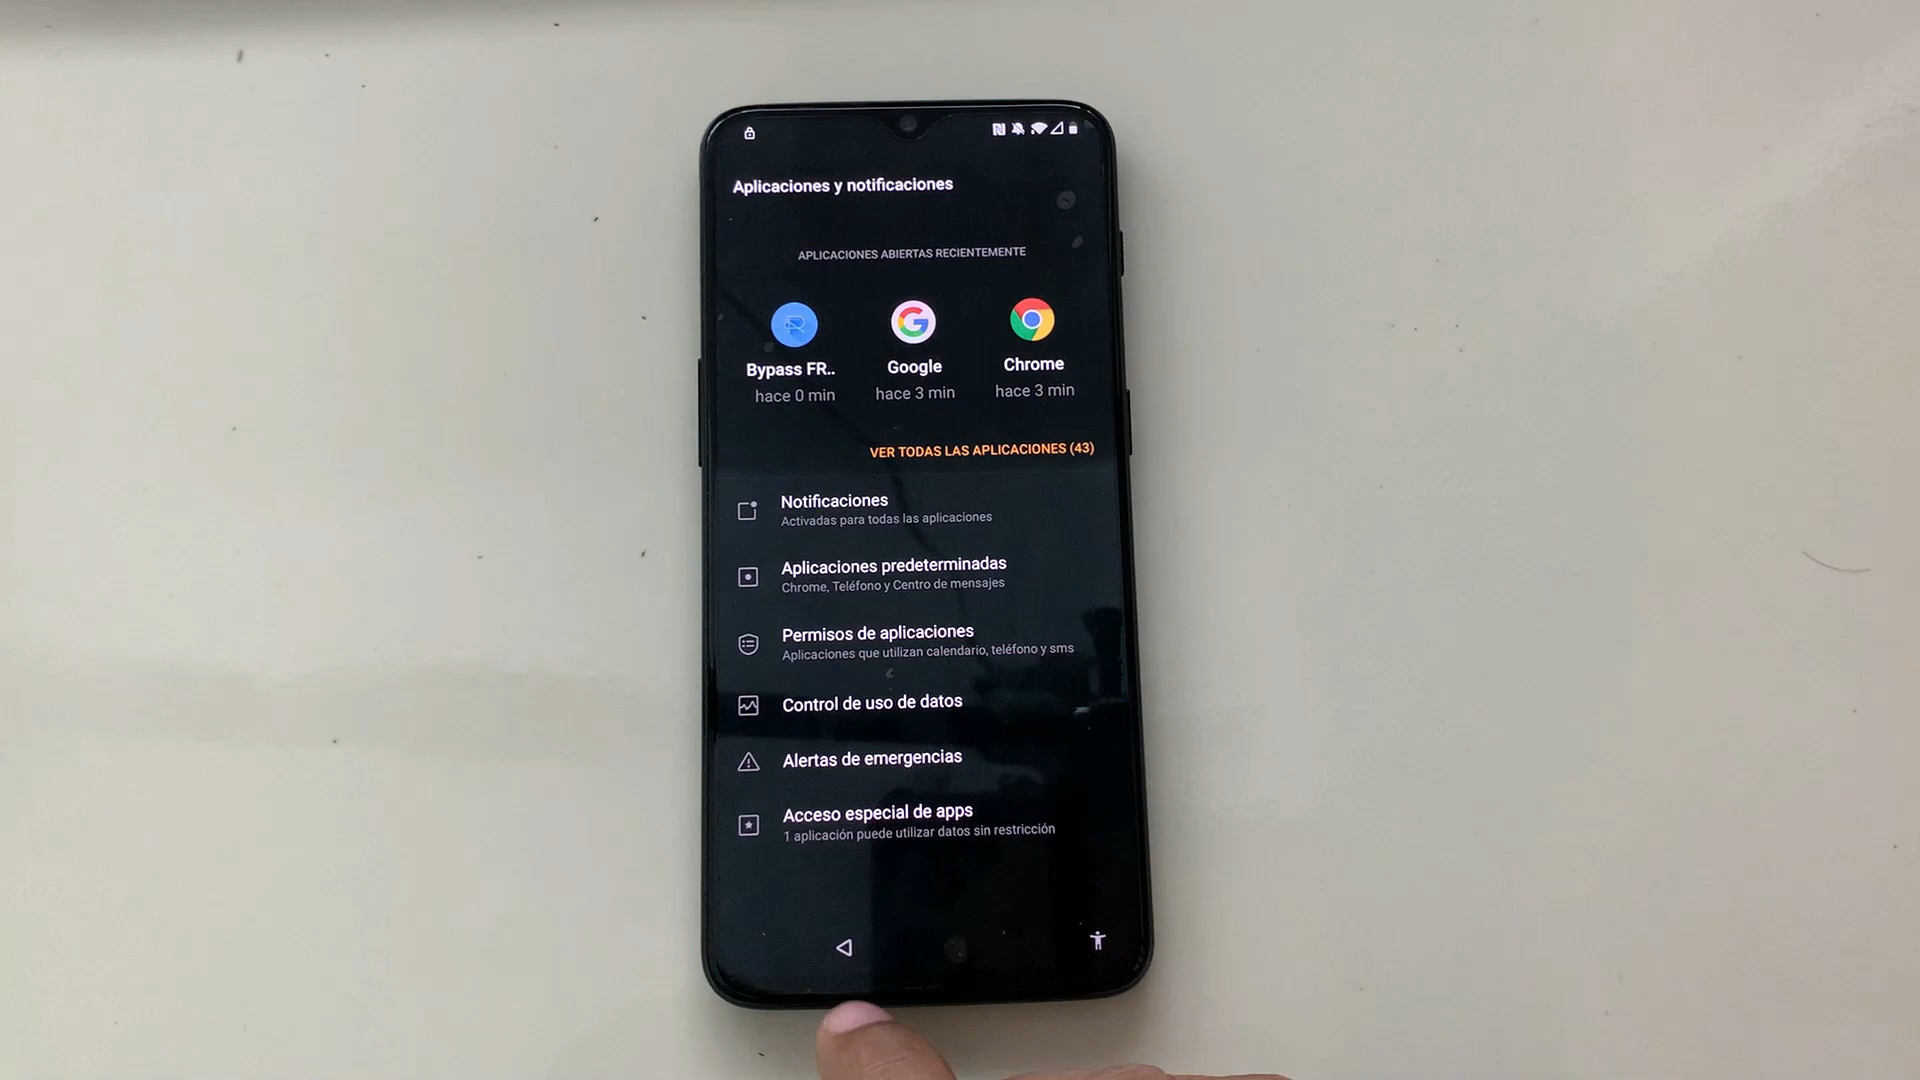 Aplicaciones y notificaciones
APLICACIONES ABIERTAS RECIENTEMENTE
Bypass FR..
hace 0 min
Google
hace 3 min
Chrome
hace 3 min
VER TODAS LAS APLICACIONES (43)
Notificaciones
Activadas para todas las aplicaciones
Aplicaciones predeterminadas
Chrome, Teléfono y Centro de mensajes
Permisos de aplicaciones
Aplicaciones que utilizan calendario, teléfono y sms
Control de uso de datos
Alertas de emergencias
Acceso especial de apps
1 aplicación puede utilizar datos sin restricción